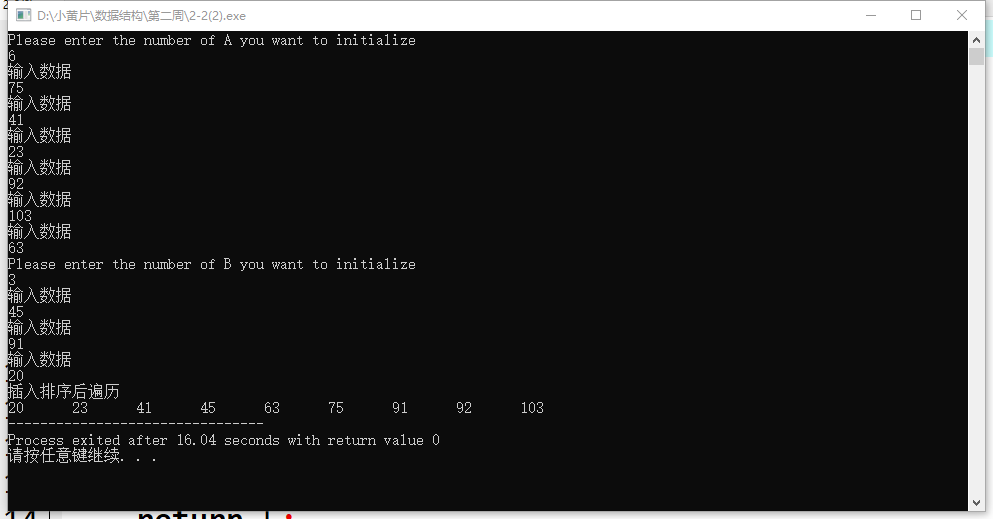 D:\小黄片\数据结构\第二周\2-2(2).exe
Please enter the number of A you want to initialize
6
输入数据
75
输入数据
41
输入数据
23
输入数据
92
输入数据
103
输入数据
63
Please enter the number of B you want to initialize
3
输入数据
45
输入数据
91
输入数据
20
插入排序后遍历
20 23 41 45 63 75 91 92 103
--------------------------------
Process exited after 16.04 seconds with return value 0
请按任意键继续. . .
14 return